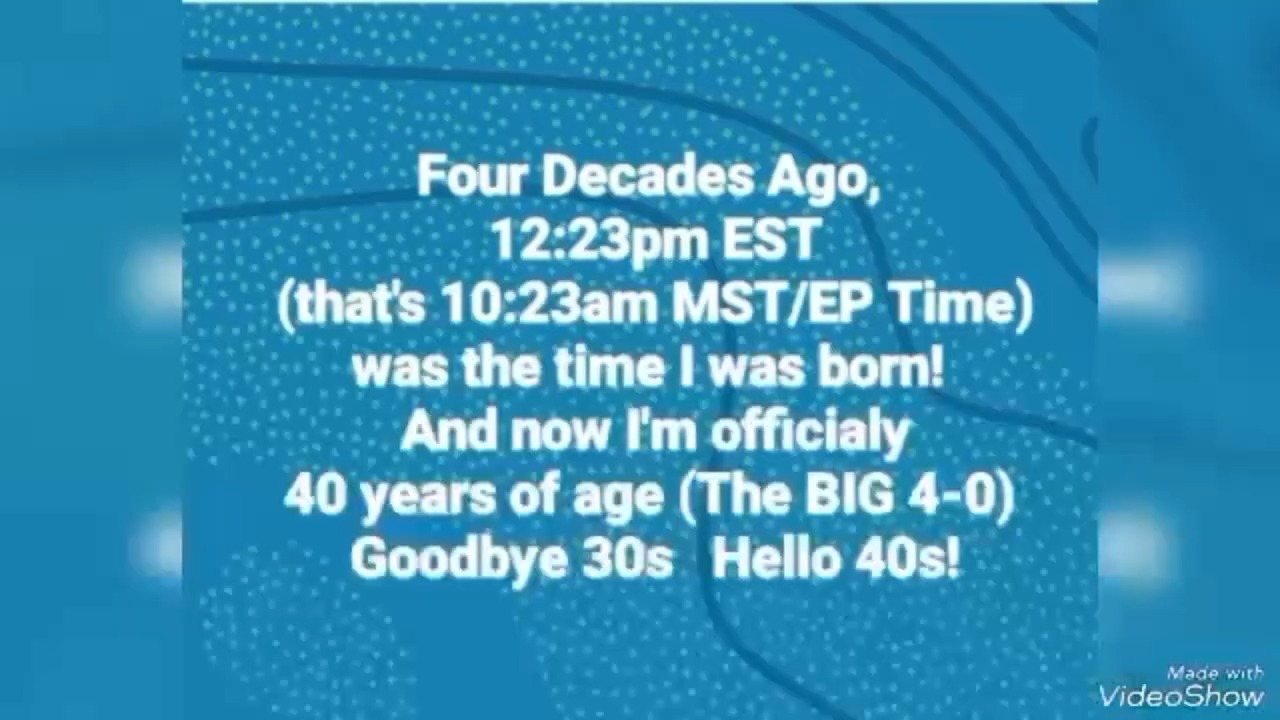 Four Decades Ago,
12:23pm EST
(that's 10:23am MST/EP Time)
was the time I was born!
And now I'm officialy
40 years of age (The BIG 4-0)
Goodbye 30s Hello 40s!
Made with
VideoShow